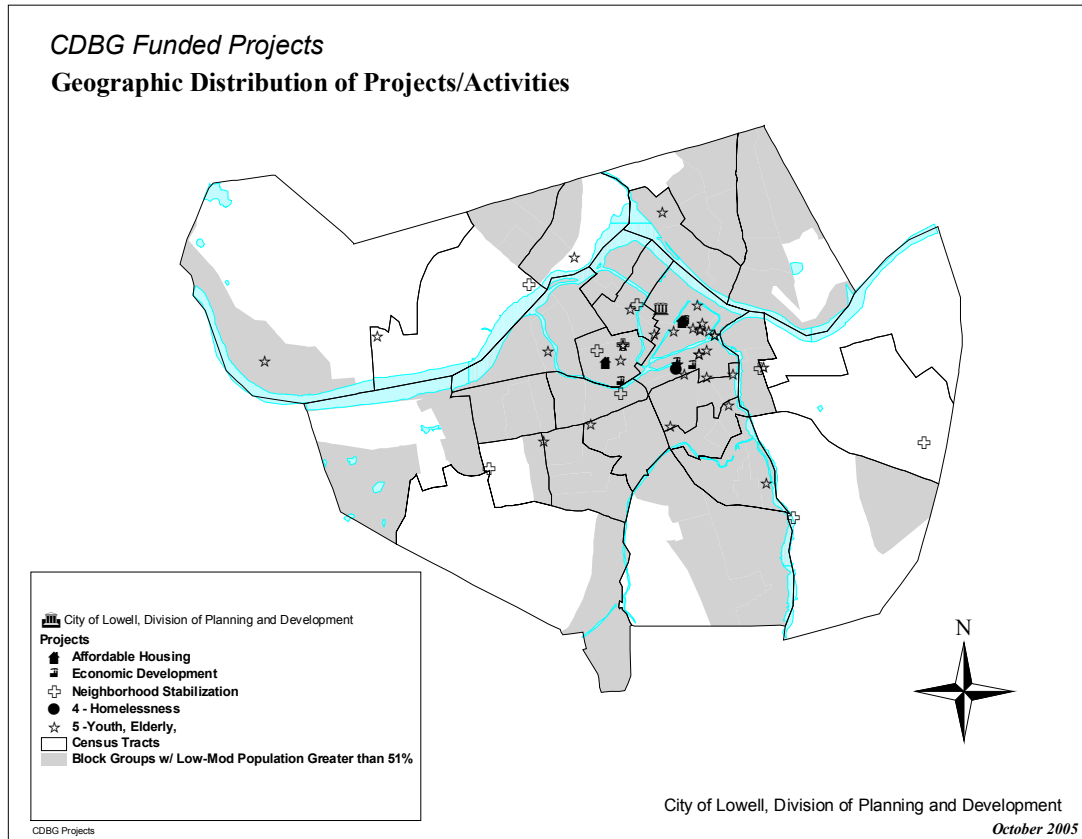 CDBG Funded Projects
Geographic Distribution of Projects/Activities
City of Lowell, Division of Planning and Development
Projects
Affordable Housing
Economic Development
Neighborhood Stabilization
4 - Homelessness
5 -Youth, Elderly,
Census Tracts
Block Groups w/ Low-Mod Population Greater than 51%
N
City of Lowell, Division of Planning and Development
CDBG Projects
October 2005